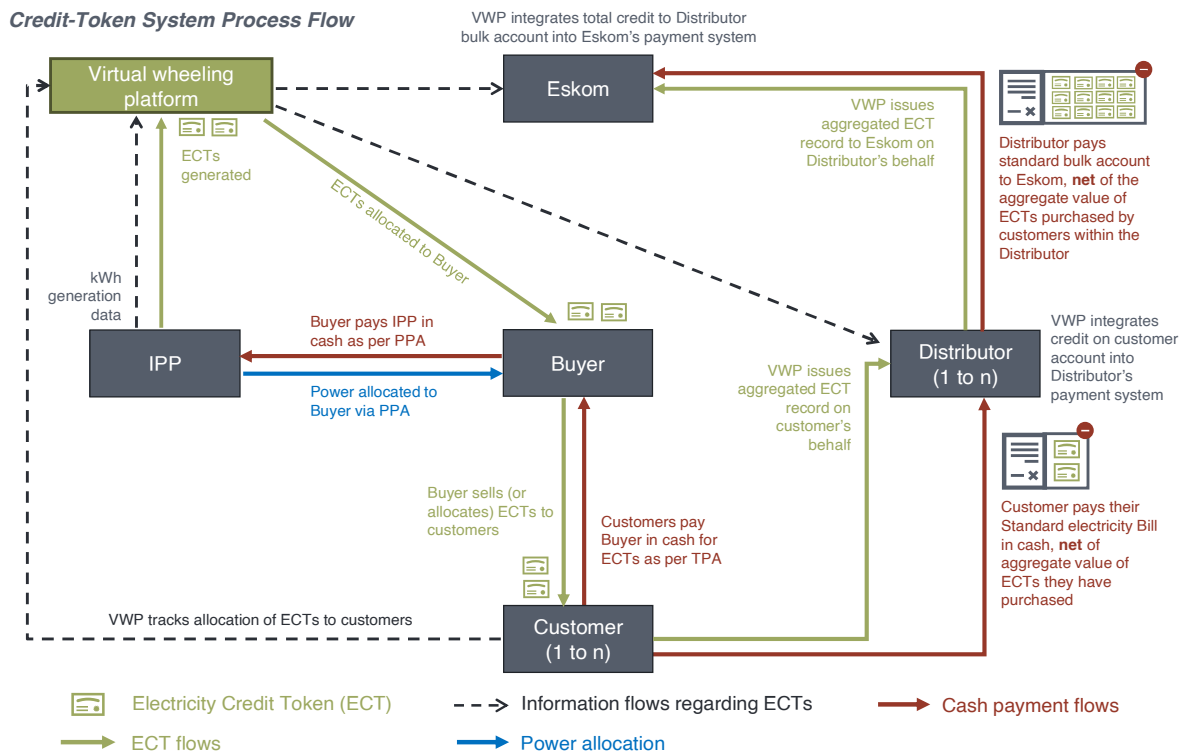 Credit-Token System Process Flow
VWP integrates total credit to Distributor
bulk account into Eskom's payment system
Virtual wheeling
platform
Eskom
ECTs
generated
VWP issues
aggregated ECT
record to Eskom on
Distributor's behalf
Distributor pays
standard bulk account
to Eskom, net of the
aggregate value of
ECTs purchased by
customers within the
Distributor
ECTs allocated to Buyer
kWh
generation
data
IPP
Buyer pays IPP in
cash as per PPA
Power allocated to
Buyer via PPA
Buyer
VWP issues
aggregated ECT
record on
customer's
behalf
Distributor
(1 to n)
VWP integrates
credit on customer
account into
Distributor's
payment system
Buyer sells (or
allocates) ECTs to
customers
Customers pay
Buyer in cash for
ECTs as per TPA
Customer pays their
Standard electricity Bill
in cash, net of
aggregate value of
ECTs they have
purchased
VWP tracks allocation of ECTs to customers
Customer
(1 to n)
Electricity Credit Token (ECT)
Information flows regarding ECTs
Cash payment flows
ECT flows
Power allocation